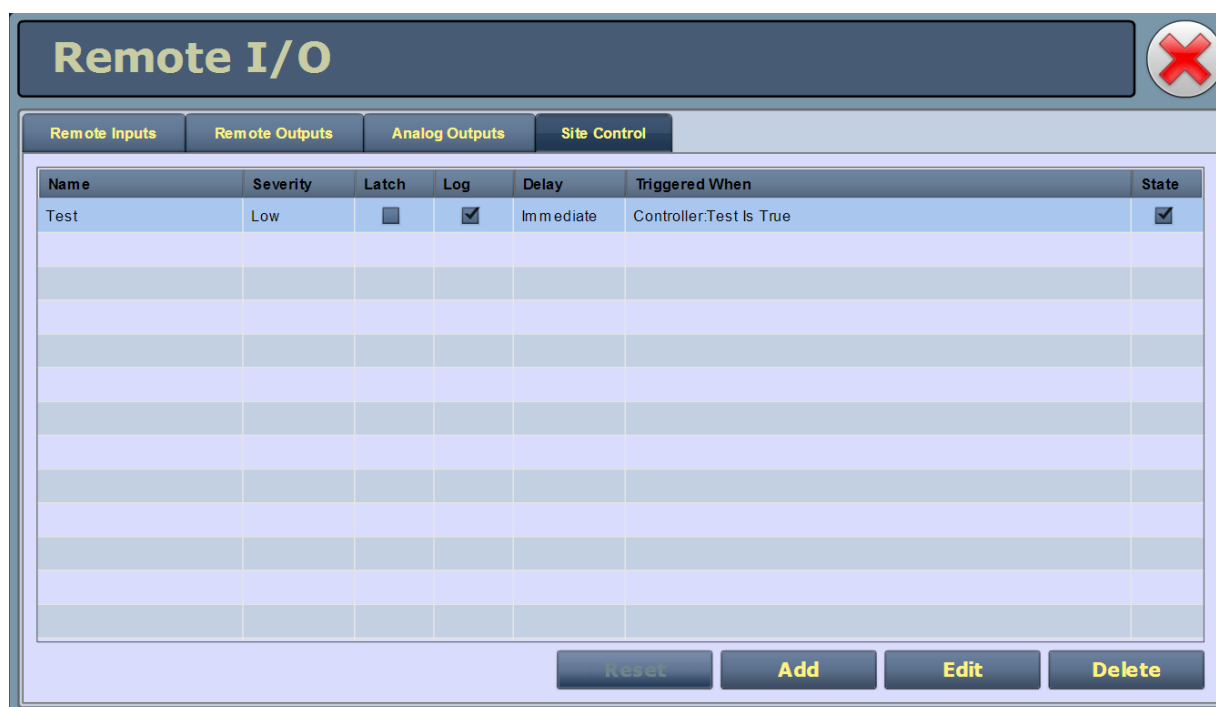 Remote I/O
Remote Inputs Remote Outputs Analog Outputs Site Control
Name Severity Latch Log Delay Triggered When State
Test Low Immediate Controller:Test Is True
Reset Add Edit Delete